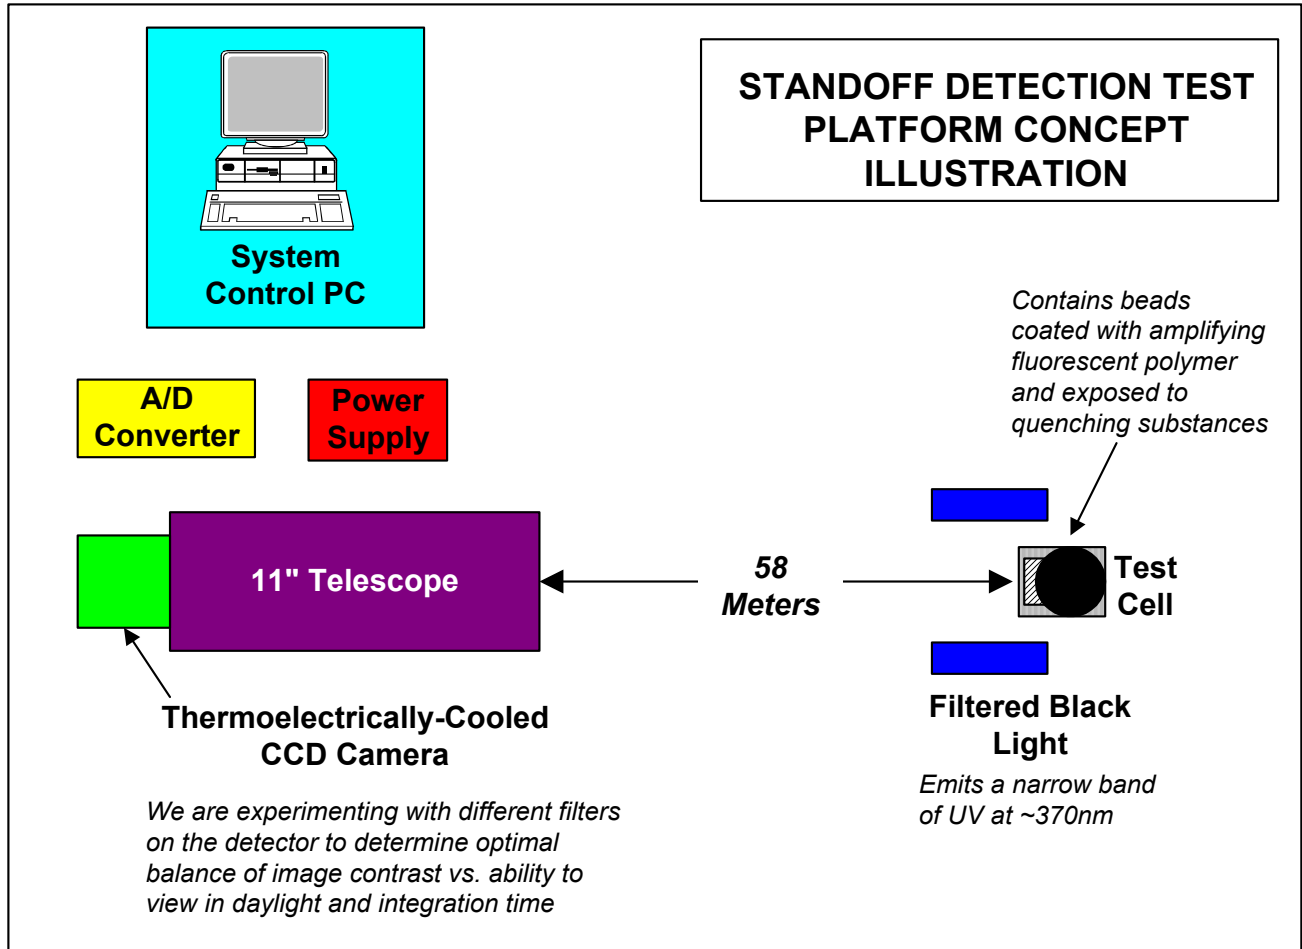 STANDOFF DETECTION TEST
PLATFORM CONCEPT
ILLUSTRATION
System
Control PC
Contains beads
coated with amplifying
fluorescent polymer
and exposed to
quenching substances
A/D
Converter
Power
Supply
11" Telescope
58
Meters
Test
Cell
Thermoelectrically-Cooled
CCD Camera
Filtered Black
Light
Emits a narrow band
of UV at ~370nm
We are experimenting with different filters
on the detector to determine optimal
balance of image contrast vs. ability to
view in daylight and integration time